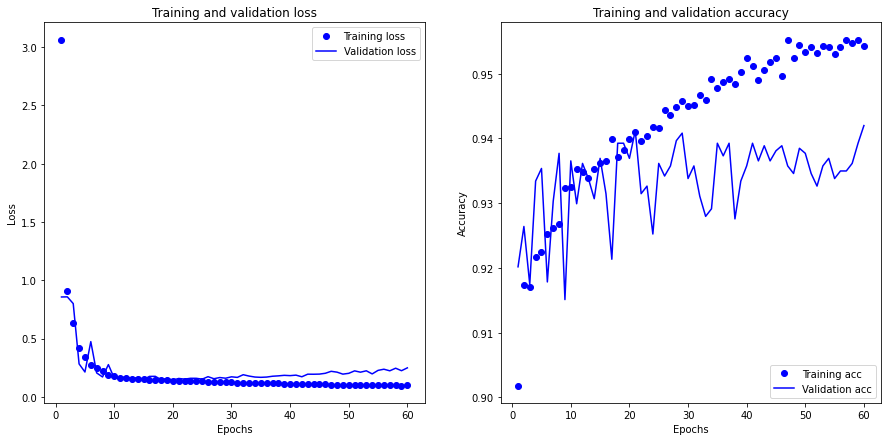 Training and validation loss
Training loss
Validation loss
3.0
2.5
2.0
1.5
1.0
0.5
0.0
Loss
0
10
20
30
40
50
60
Epochs
Training and validation accuracy
0.95
0.94
0.93
0.92
0.91
0.90
Accuracy
Training acc
Validation acc
0
10
20
30
40
50
60
Epochs